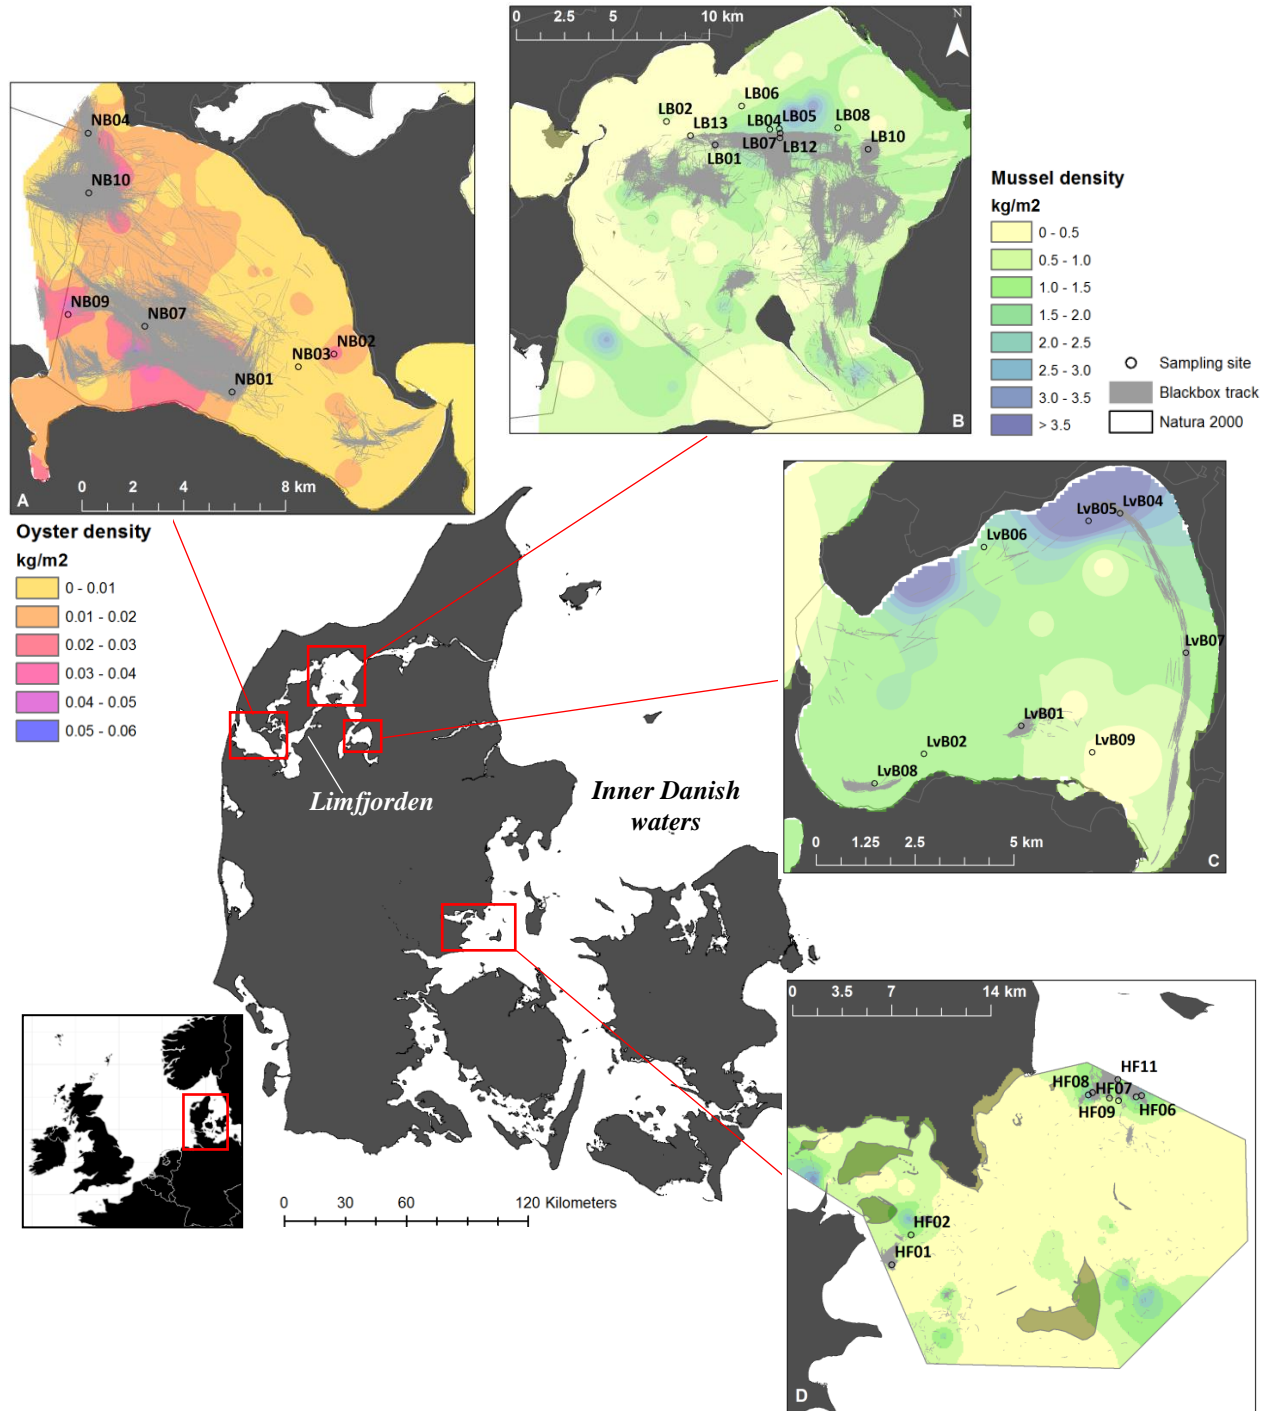 0 2.5 5 10 km
N
LB06
LB02
LB04
LB05
LB08
LB13
LB07
LB12
LB10
LB01
B
NB04
NB10
NB09
NB07
NB02
NB03
NB01
A
0 2 4 8 km
Mussel density
kg/m2
0 - 0.5
0.5 - 1.0
1.0 - 1.5
1.5 - 2.0
2.0 - 2.5
2.5 - 3.0
3.0 - 3.5
> 3.5
Sampling site
Blackbox track
Natura 2000
Oyster density
kg/m2
0 - 0.01
0.01 - 0.02
0.02 - 0.03
0.03 - 0.04
0.04 - 0.05
0.05 - 0.06
LvB05
LvB04
LvB06
LvB07
LvB01
LvB02
LvB09
LvB08
0 1.25 2.5 5 km
C
Limfjorden
Inner Danish
waters
0 3.5 7 14 km
HF11
HF08
HF07
HF09
HF06
HF02
HF01
D
0 30 60 120 Kilometers